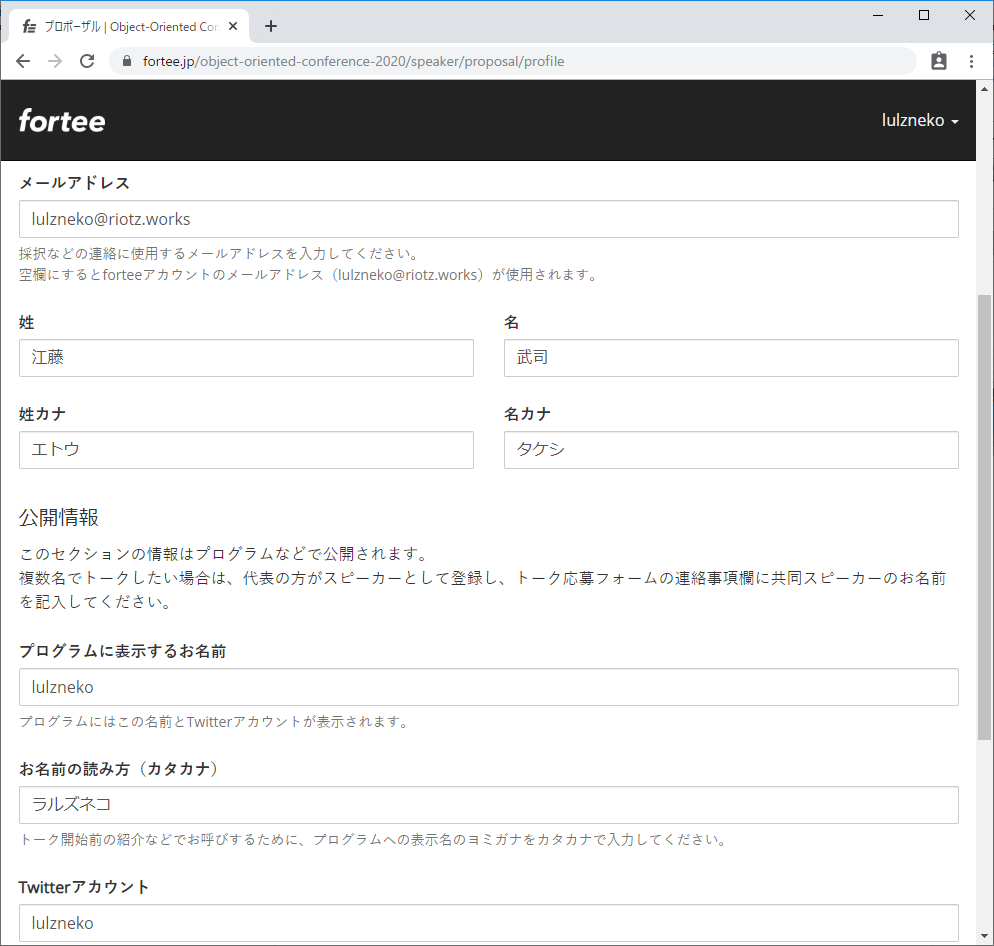 プロポーザル | Object-Oriented Con
fortee.jp/object-oriented-conference-2020/speaker/proposal/profile
fortee
lulzneko
メールアドレス
lulzneko@riotz.works
採択などの連絡に使用するメールアドレスを入力してください。
空欄にするとforteeアカウントのメールアドレス（lulzneko@riotz.works）が使用されます。
姓 名
江藤 武司
姓カナ 名カナ
エトウ タケシ
公開情報
このセクションの情報はプログラムなどで公開されます。
複数名でトークしたい場合は、代表の方がスピーカーとして登録し、トーク応募フォームの連絡事項欄に共同スピーカーのお名前
を記入してください。
プログラムに表示するお名前
lulzneko
プログラムにはこの名前とTwitterアカウントが表示されます。
お名前の読み方（カタカナ）
ラルズネコ
トーク開始前の紹介などでお呼びするために、プログラムへの表示名のヨミガナをカタカナで入力してください。
Twitterアカウント
lulzneko